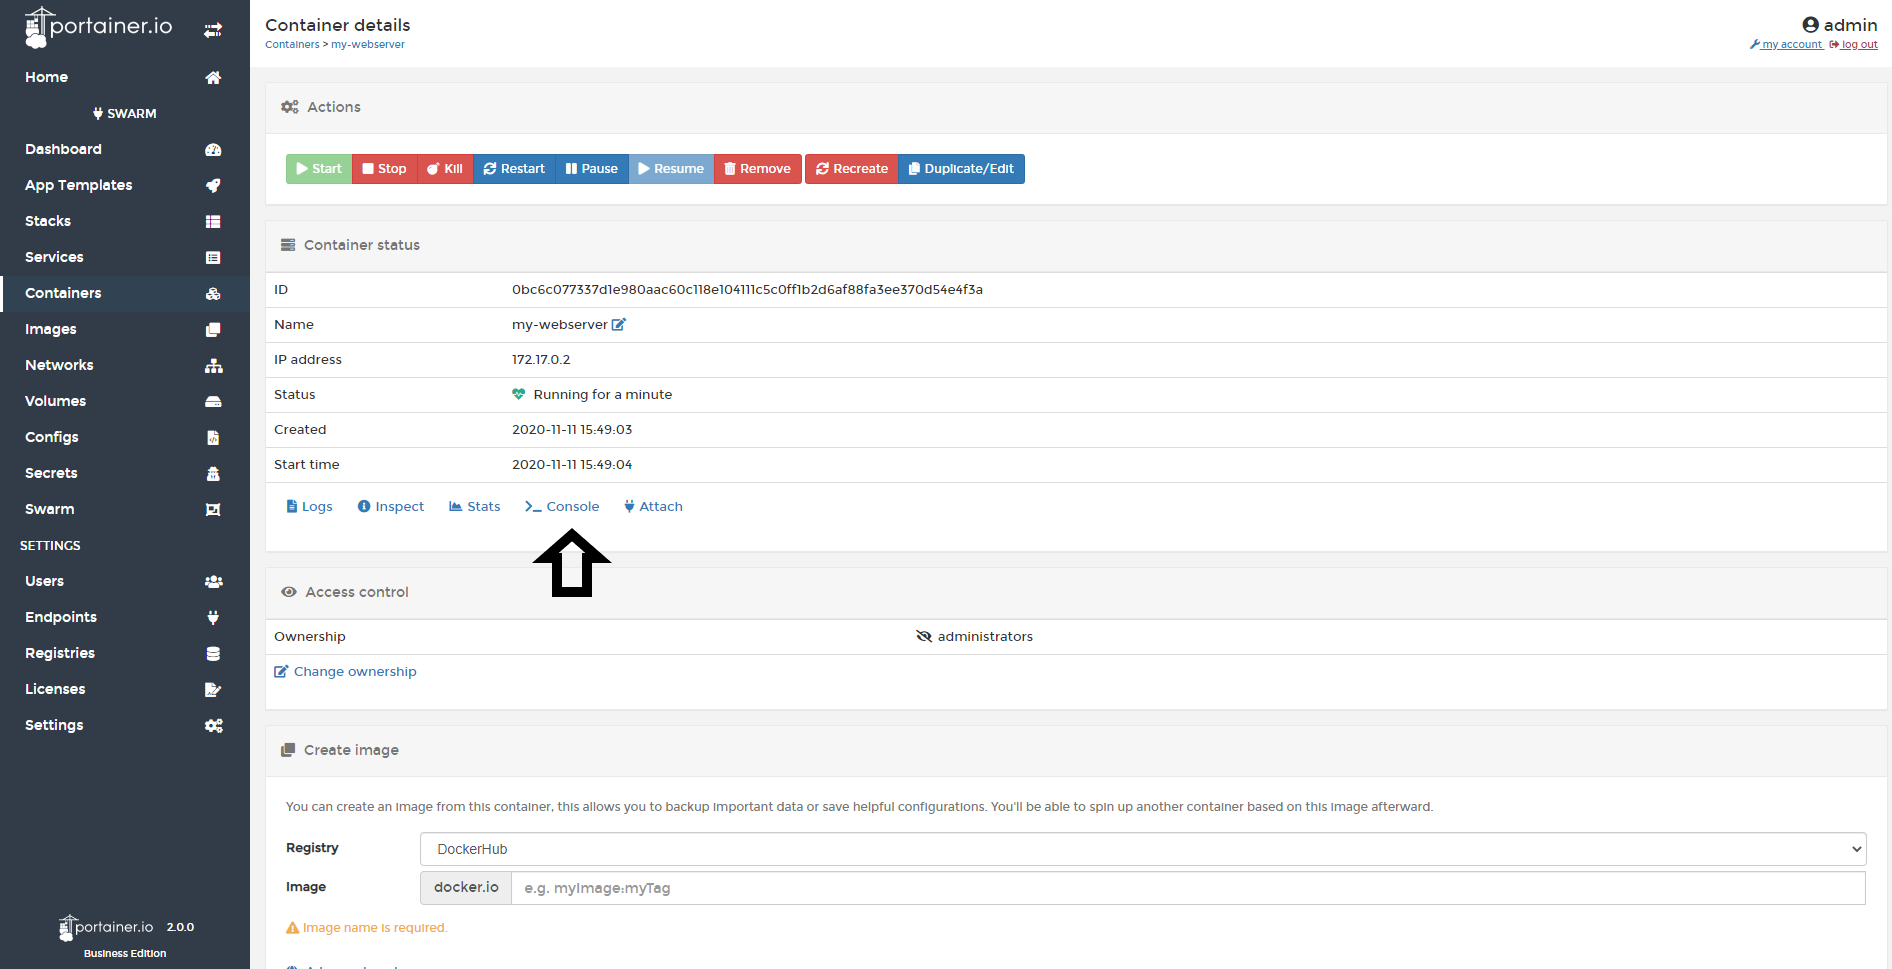 portainer.io
Home
SWARM
Dashboard
App Templates
Stacks
Services
Containers
Images
Networks
Volumes
Configs
Secrets
Swarm
SETTINGS
Users
Endpoints
Registries
Licenses
Settings
portainer.io 2.0.0
Business Edition
Container details
Containers > my-webserver
admin
my account log out
Actions
Start Stop Kill Restart Pause Resume Remove Recreate Duplicate/Edit
Container status
ID 0bc6c077337d1e980aac60c118e104111c5c0ff1b2d6af88fa3ee370d54e4f3a
Name my-webserver
IP address 172.17.0.2
Status Running for a minute
Created 2020-11-11 15:49:03
Start time 2020-11-11 15:49:04
Logs Inspect Stats Console Attach
Access control
Ownership administrators
Change ownership
Create image
You can create an image from this container, this allows you to backup important data or save helpful configurations. You'll be able to spin up another container based on this image afterward.
Registry DockerHub
Image docker.io e.g. myImage:myTag
Image name is required.